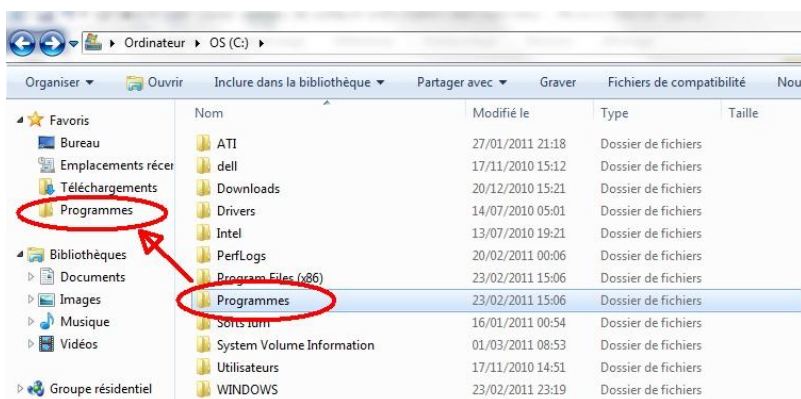 Ordinateur ▸ OS (C:) ▸
Organiser Ouvrir Inclure dans la bibliothèque Partager avec Graver Fichiers de compatibilité Nou
Favoris
Bureau
Emplacements récen
Téléchargements
Programmes
Bibliothèques
Documents
Images
Musique
Vidéos
Groupe résidentiel
Nom Modifié le Type Taille
ATI 27/01/2011 21:18 Dossier de fichiers
dell 17/11/2010 15:12 Dossier de fichiers
Downloads 20/12/2010 15:21 Dossier de fichiers
Drivers 14/07/2010 05:01 Dossier de fichiers
Intel 13/07/2010 19:21 Dossier de fichiers
PerfLogs 20/02/2011 00:06 Dossier de fichiers
Program Files (x86) 23/02/2011 15:06 Dossier de fichiers
Programmes 23/02/2011 15:06 Dossier de fichiers
16/01/2011 00:54 Dossier de fichiers
System Volume Information 01/03/2011 08:53 Dossier de fichiers
Utilisateurs 17/11/2010 14:51 Dossier de fichiers
WINDOWS 23/02/2011 23:19 Dossier de fichiers